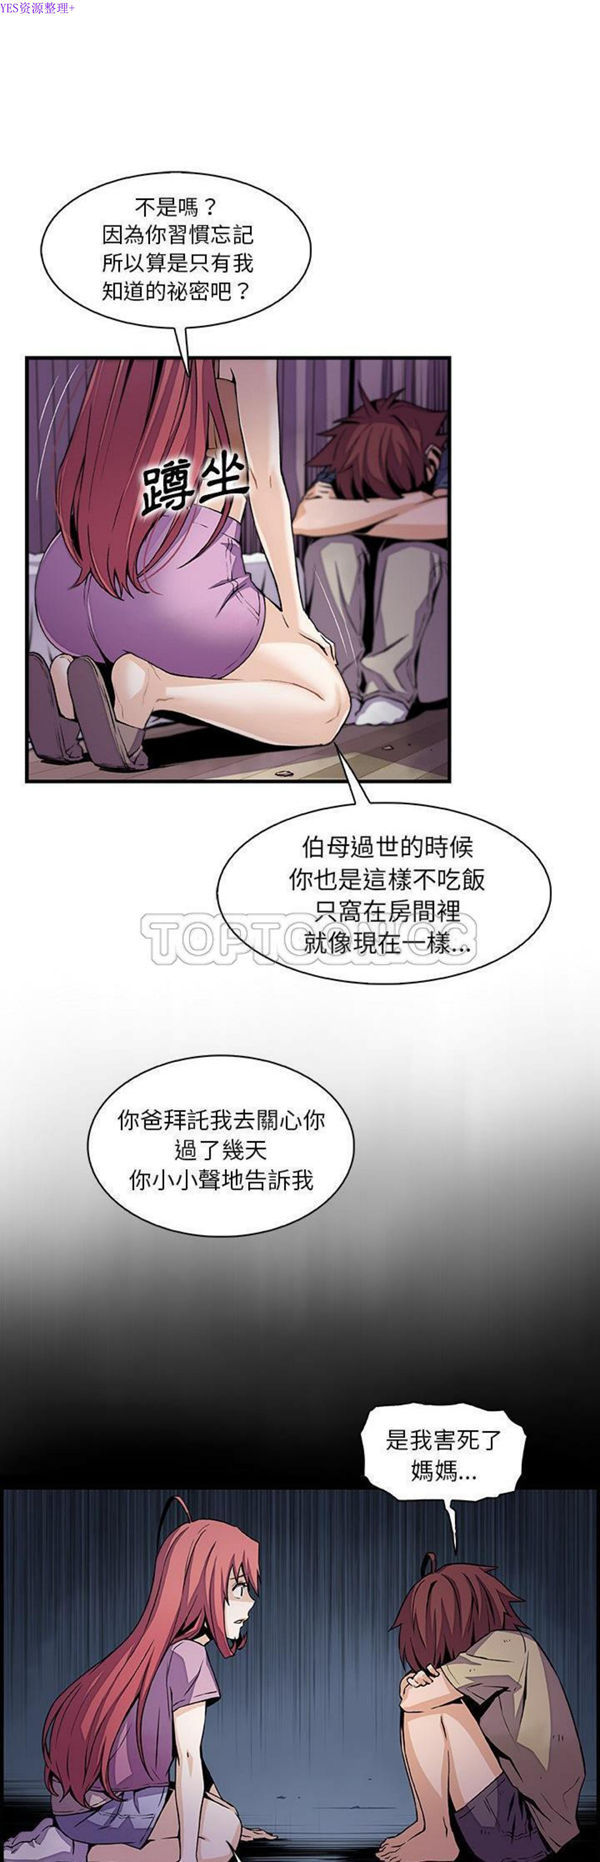 YES资源整理+
不是嗎？
因為你習慣忘記
所以算是只有我
知道的祕密吧？
蹲坐
伯母過世的時候
你也是這樣不吃飯
只窩在房間裡
就像現在一樣...
TOPTOON.CC
你爸拜託我去關心你
過了幾天
你小小聲地告訴我
是我害死了
媽媽...